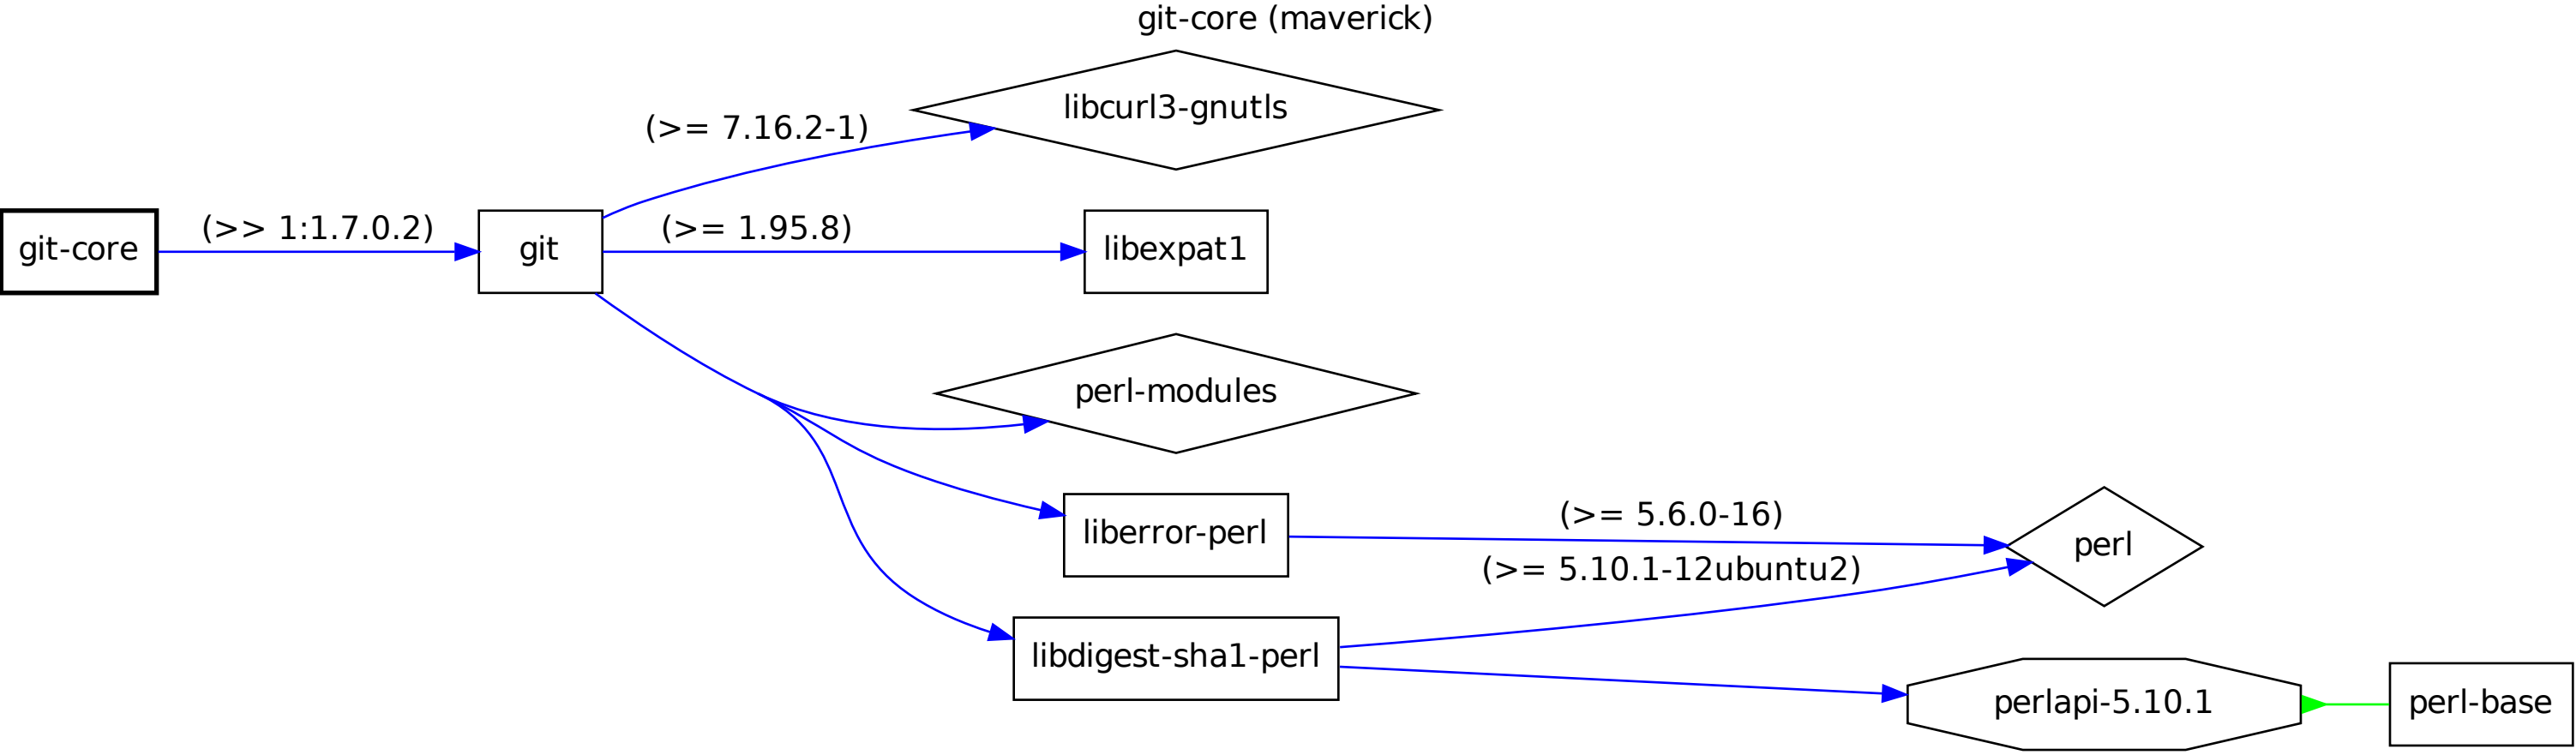 git-core (maverick)
libcurl3-gnutls
(>= 7.16.2-1)
git-core
(>> 1:1.7.0.2)
git
(>= 1.95.8)
libexpat1
perl-modules
liberror-perl
(>= 5.6.0-16)
perl
(>= 5.10.1-12ubuntu2)
libdigest-sha1-perl
perlapi-5.10.1
perl-base